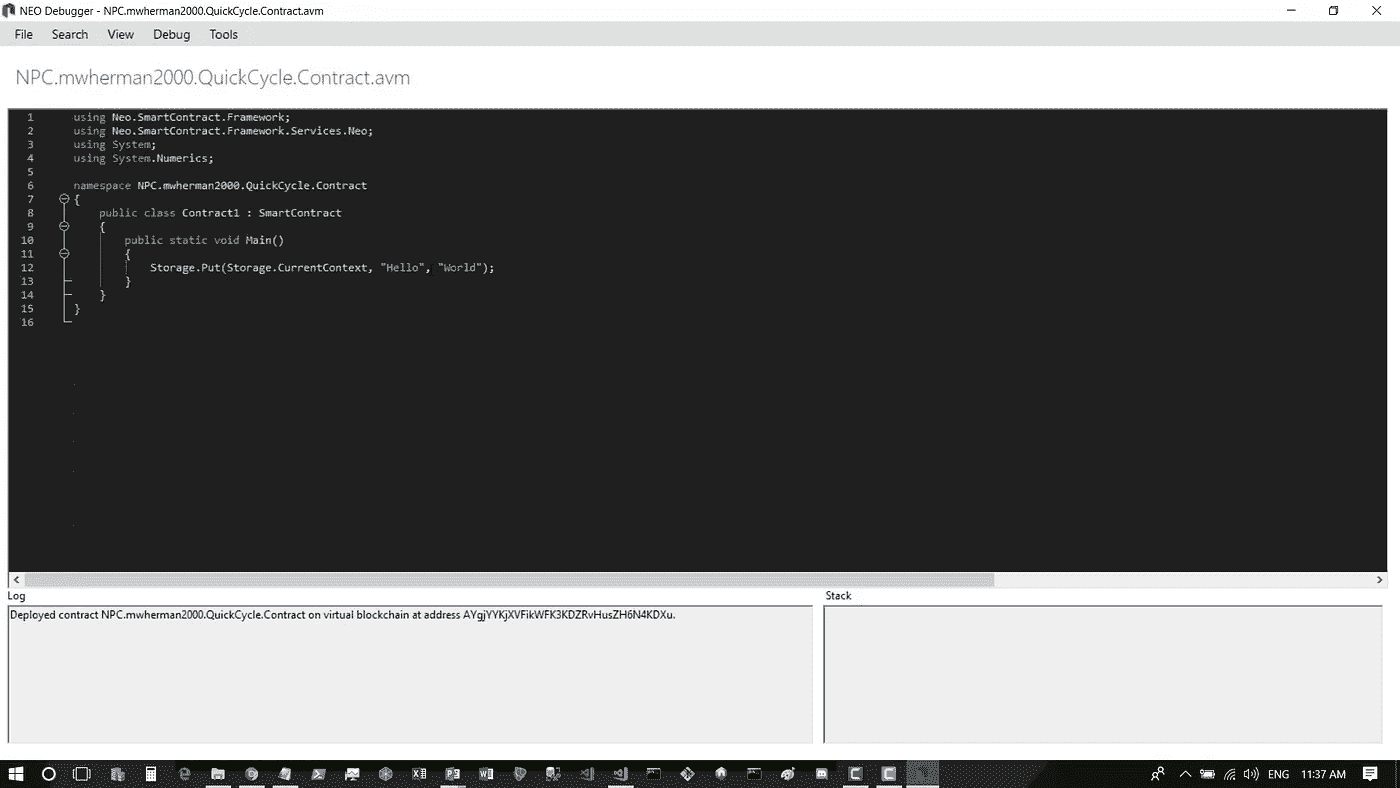 NEO Debugger - NPC.mwherman2000.QuickCycle.Contract.avm
File Search View Debug Tools
NPC.mwherman2000.QuickCycle.Contract.avm
1 using Neo.SmartContract.Framework;
2 using Neo.SmartContract.Framework.Services.Neo;
3 using System;
4 using System.Numerics;
5
6 namespace NPC.mwherman2000.QuickCycle.Contract
7 {
8 public class Contract1 : SmartContract
9 {
10 public static void Main()
11 {
12 Storage.Put(Storage.CurrentContext, "Hello", "World");
13 }
14 }
15 }
16
Log
Stack
Deployed contract NPC.mwherman2000.QuickCycle.Contract on virtual blockchain at address AYgjYYKjXVFikWFK3KDZRvHusZH6N4KDXu.
ENG 11:37 AM